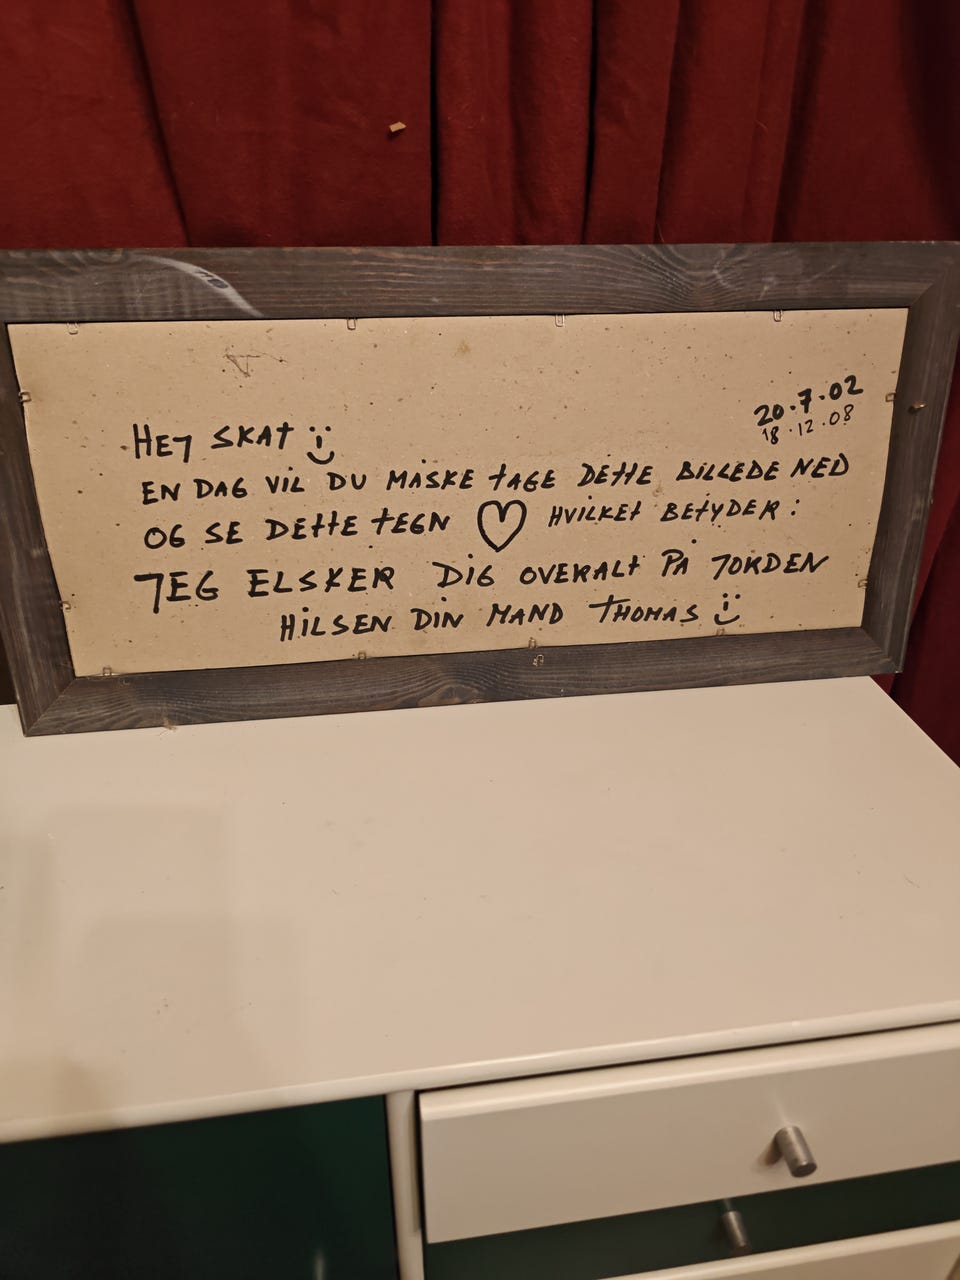 20.7.02
18.12.08
HEJ SKAT :)
EN DAG VIL DU MÅSKE TAGE DETTE BILLEDE NED
OG SE DETTE TEGN ♡ HVILKET BETYDER:
JEG ELSKER DIG OVERALT PÅ JORDEN
HILSEN DIN MAND THOMAS :)